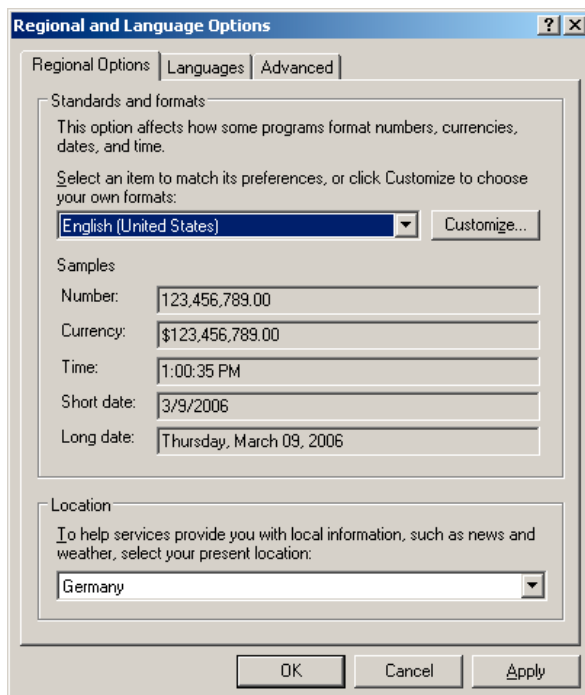 Regional and Language Options
Regional Options Languages Advanced
Standards and formats
This option affects how some programs format numbers, currencies,
dates, and time.
Select an item to match its preferences, or click Customize to choose
your own formats:
English (United States) Customize...
Samples
Number: 123,456,789.00
Currency: $123,456,789.00
Time: 1:00:35 PM
Short date: 3/9/2006
Long date: Thursday, March 09, 2006
Location
To help services provide you with local information, such as news and
weather, select your present location:
Germany
OK Cancel Apply